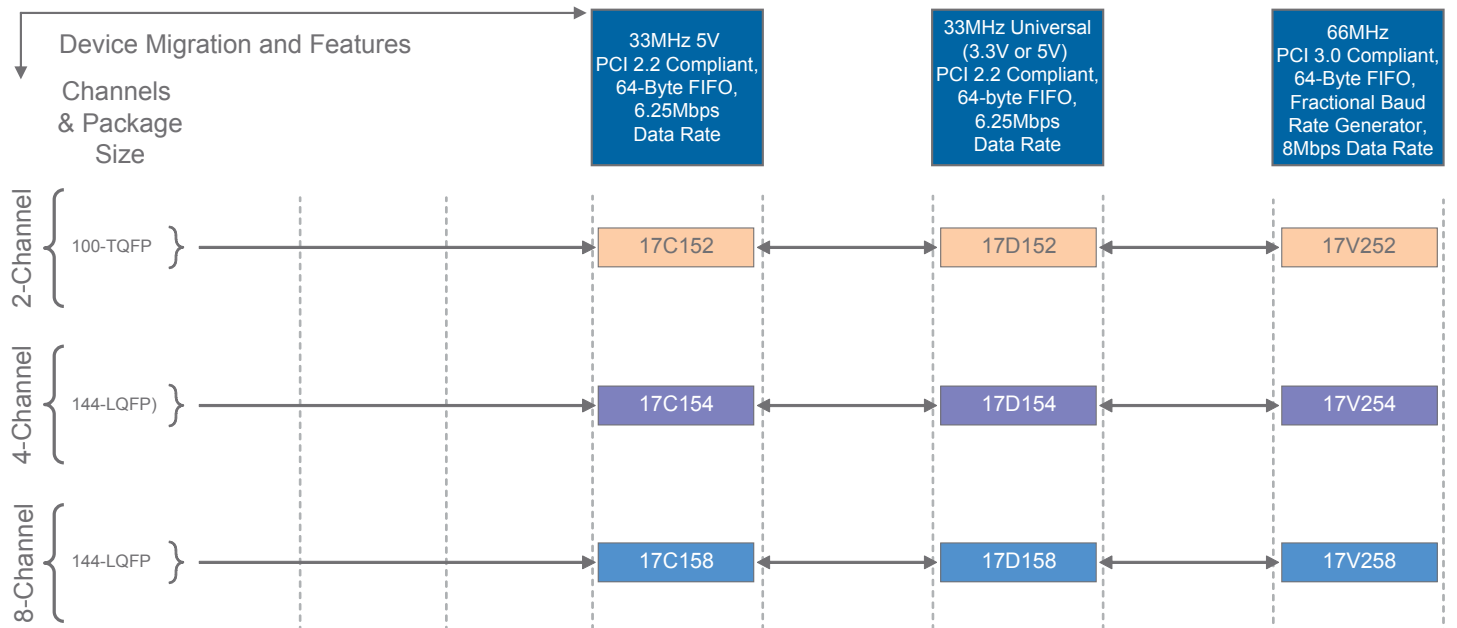 Device Migration and Features
Channels
& Package
Size
33MHz 5V
PCI 2.2 Compliant,
64-Byte FIFO,
6.25Mbps
Data Rate
33MHz Universal
(3.3V or 5V)
PCI 2.2 Compliant,
64-byte FIFO,
6.25Mbps
Data Rate
66MHz
PCI 3.0 Compliant,
64-Byte FIFO,
Fractional Baud
Rate Generator,
8Mbps Data Rate
2-Channel
100-TQFP
17C152
17D152
17V252
4-Channel
144-LQFP)
17C154
17D154
17V254
8-Channel
144-LQFP
17C158
17D158
17V258